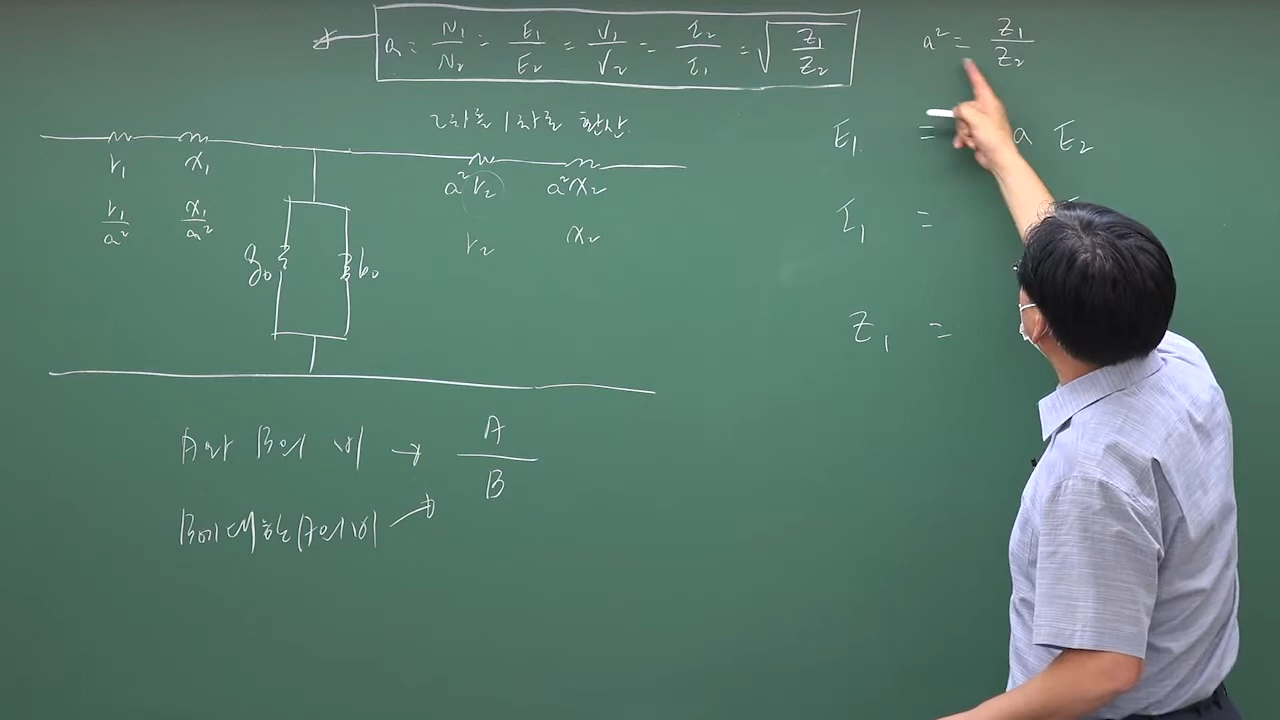 a = N₁/N₂ = E₁/E₂ = V₁/V₂ = I₂/I₁ = √(Z₁/Z₂)
a² = Z₁/Z₂
2차를 1차로 환산
r₁ x₁ a²r₂ a²x₂
r₁/a² x₁/a² r₂ x₂
g₀ b₀
E₁ = a E₂
I₁ =
Z₁ =
A와 B의 비 → A/B
B에 대한 A의 비 →